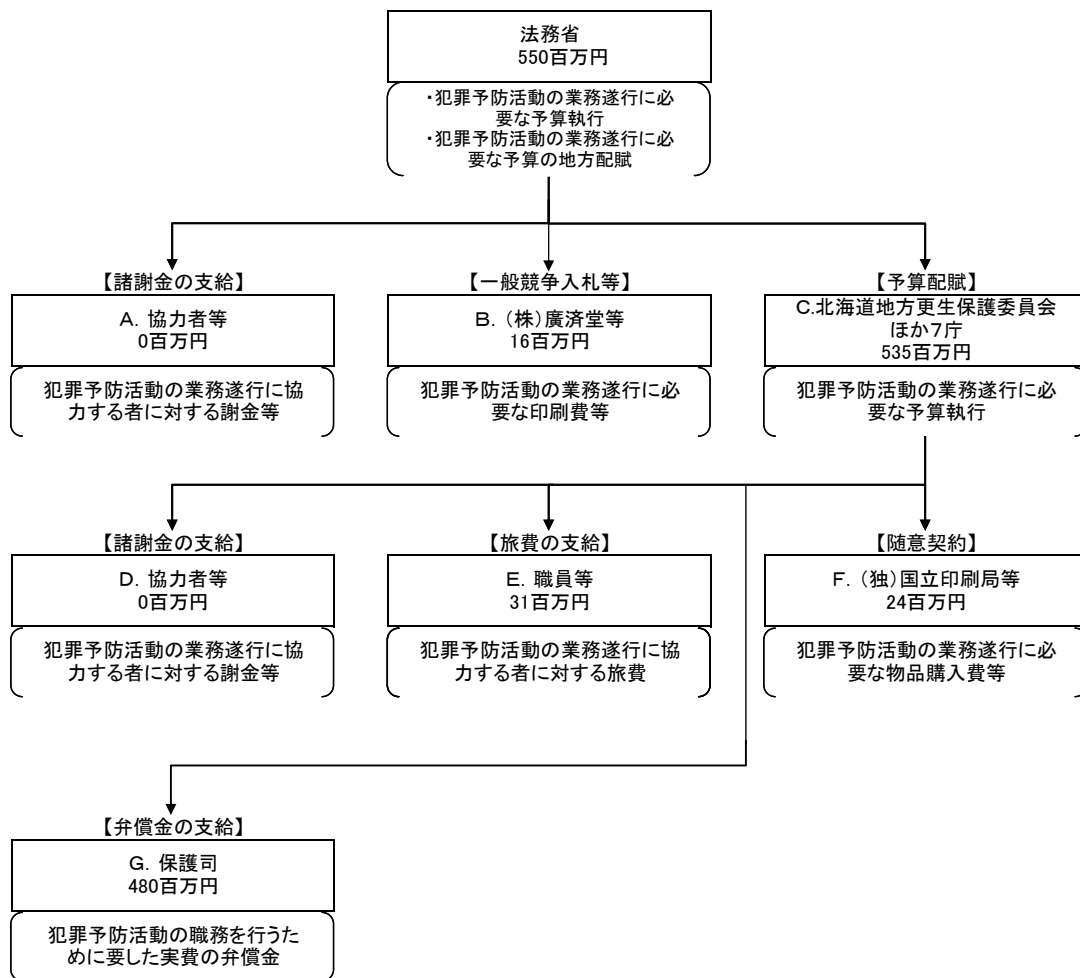 法務省
550百万円
・犯罪予防活動の業務遂行に必
要な予算執行
・犯罪予防活動の業務遂行に必
要な予算の地方配賦
【諸謝金の支給】
A．協力者等
0百万円
犯罪予防活動の業務遂行に協
力する者に対する謝金等
【一般競争入札等】
B．（株）廣済堂等
16百万円
犯罪予防活動の業務遂行に必
要な印刷費等
【予算配賦】
C.北海道地方更生保護委員会
ほか7庁
535百万円
犯罪予防活動の業務遂行に必
要な予算執行
【諸謝金の支給】
D．協力者等
0百万円
犯罪予防活動の業務遂行に協
力する者に対する謝金等
【旅費の支給】
E．職員等
31百万円
犯罪予防活動の業務遂行に協
力する者に対する旅費
【随意契約】
F．（独）国立印刷局等
24百万円
犯罪予防活動の業務遂行に必
要な物品購入費等
【弁償金の支給】
G．保護司
480百万円
犯罪予防活動の職務を行うた
めに要した実費の弁償金